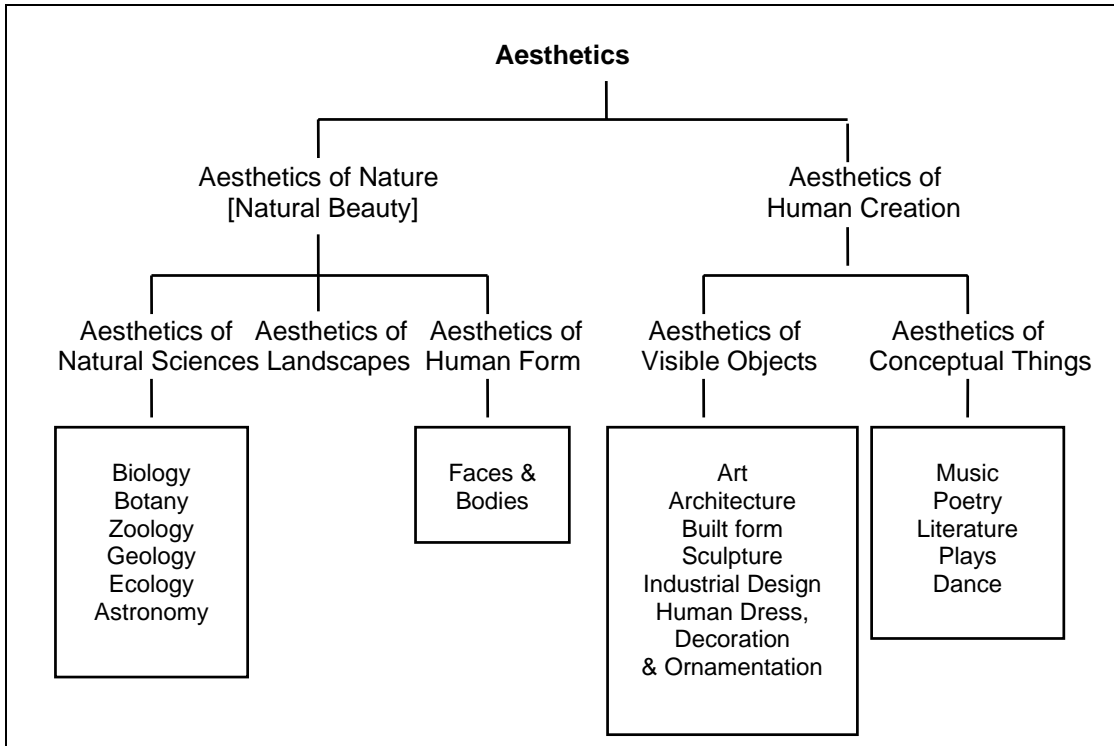 Aesthetics
Aesthetics of Nature
[Natural Beauty]
Aesthetics of
Human Creation
Aesthetics of
Natural Sciences
Aesthetics of
Landscapes
Aesthetics of
Human Form
Aesthetics of
Visible Objects
Aesthetics of
Conceptual Things
Biology
Botany
Zoology
Geology
Ecology
Astronomy
Faces &
Bodies
Art
Architecture
Built form
Sculpture
Industrial Design
Human Dress,
Decoration
& Ornamentation
Music
Poetry
Literature
Plays
Dance